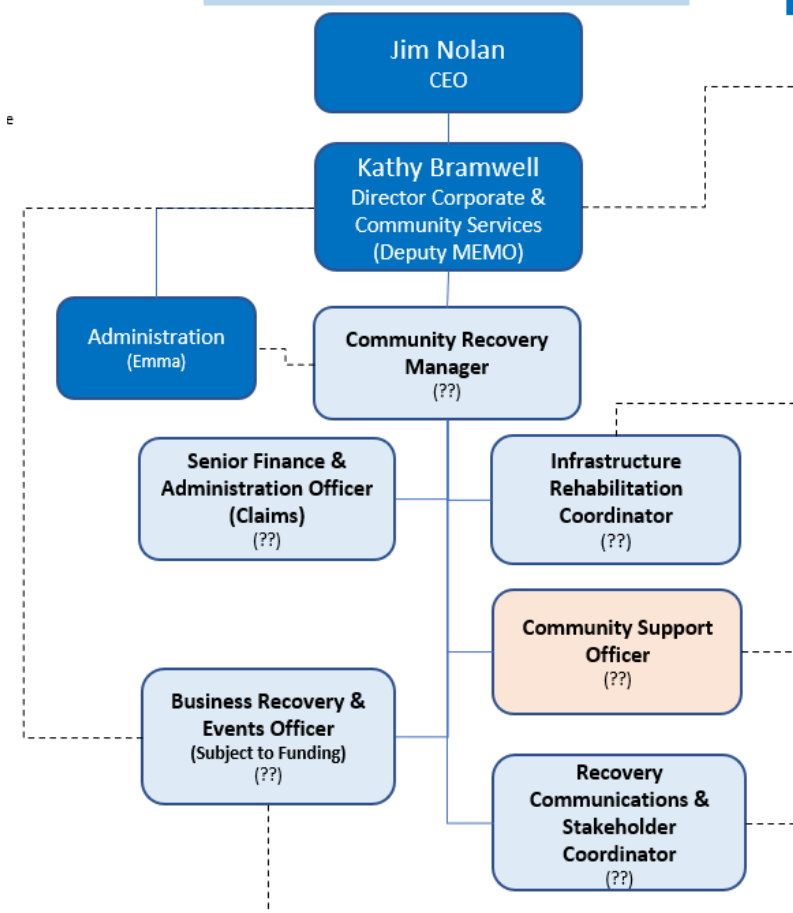 Jim Nolan
CEO
e
Kathy Bramwell
Director Corporate &
Community Services
(Deputy MEMO)
Administration
(Emma)
Community Recovery
Manager
(??)
Senior Finance &
Administration Officer
(Claims)
(??)
Infrastructure
Rehabilitation
Coordinator
(??)
Community Support
Officer
(??)
Business Recovery &
Events Officer
(Subject to Funding)
(??)
Recovery
Communications &
Stakeholder
Coordinator
(??)